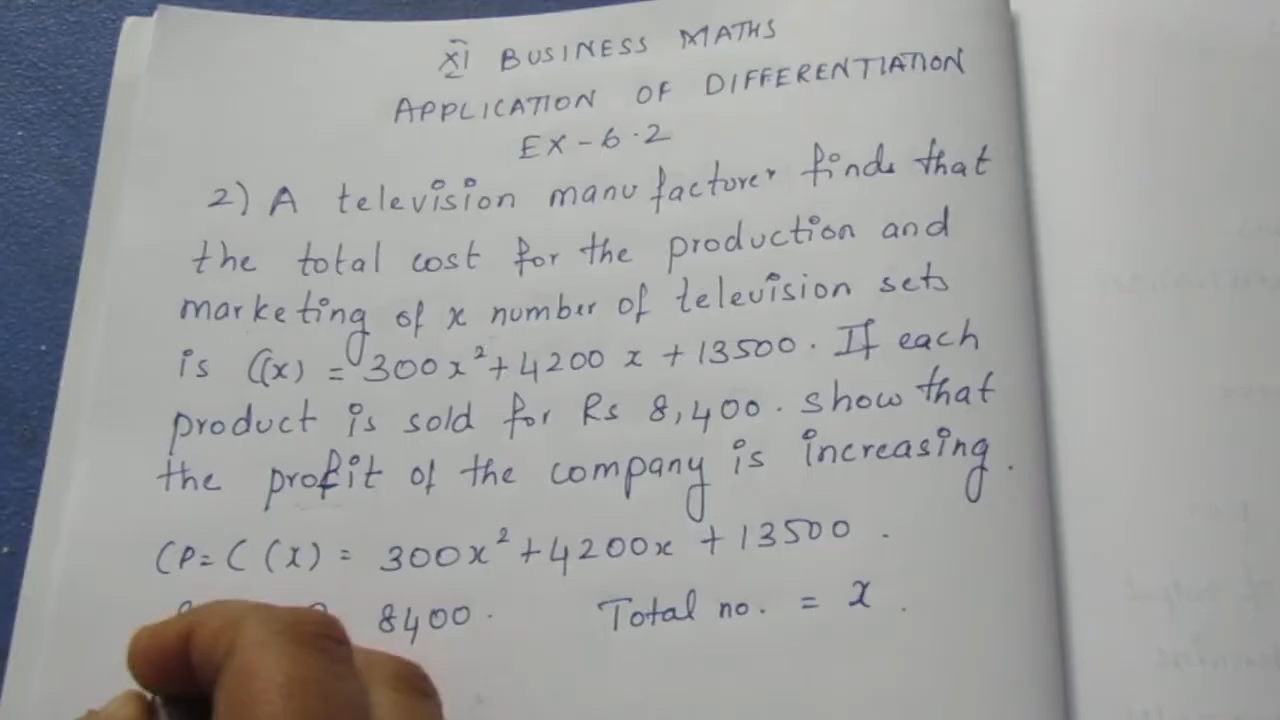 XI BUSINESS MATHS
APPLICATION OF DIFFERENTIATION
EX-6.2
2) A television manufacturer finds that
the total cost for the production and
marketing of x number of television sets
is C(x) = 300x² + 4200x + 13500. If each
product is sold for Rs 8,400. show that
the profit of the company is increasing.
CP = C(x) = 300x² + 4200x + 13500.
8400. Total no. = x.